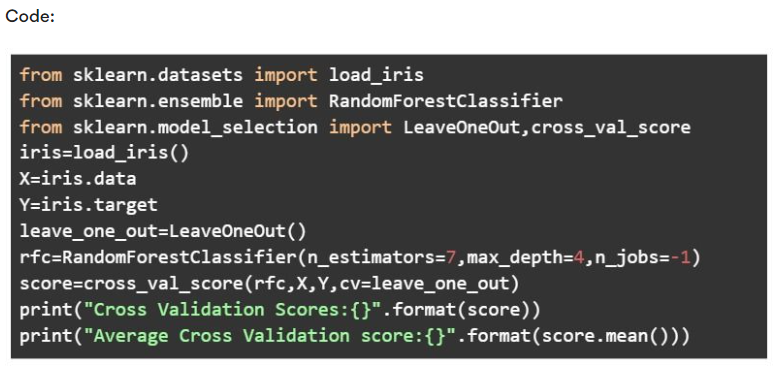 Code:
from sklearn.datasets import load_iris
from sklearn.ensemble import RandomForestClassifier
from sklearn.model_selection import LeaveOneOut,cross_val_score
iris=load_iris()
X=iris.data
Y=iris.target
leave_one_out=LeaveOneOut()
rfc=RandomForestClassifier(n_estimators=7,max_depth=4,n_jobs=-1)
score=cross_val_score(rfc,X,Y,cv=leave_one_out)
print("Cross Validation Scores:{}".format(score))
print("Average Cross Validation score:{}".format(score.mean()))